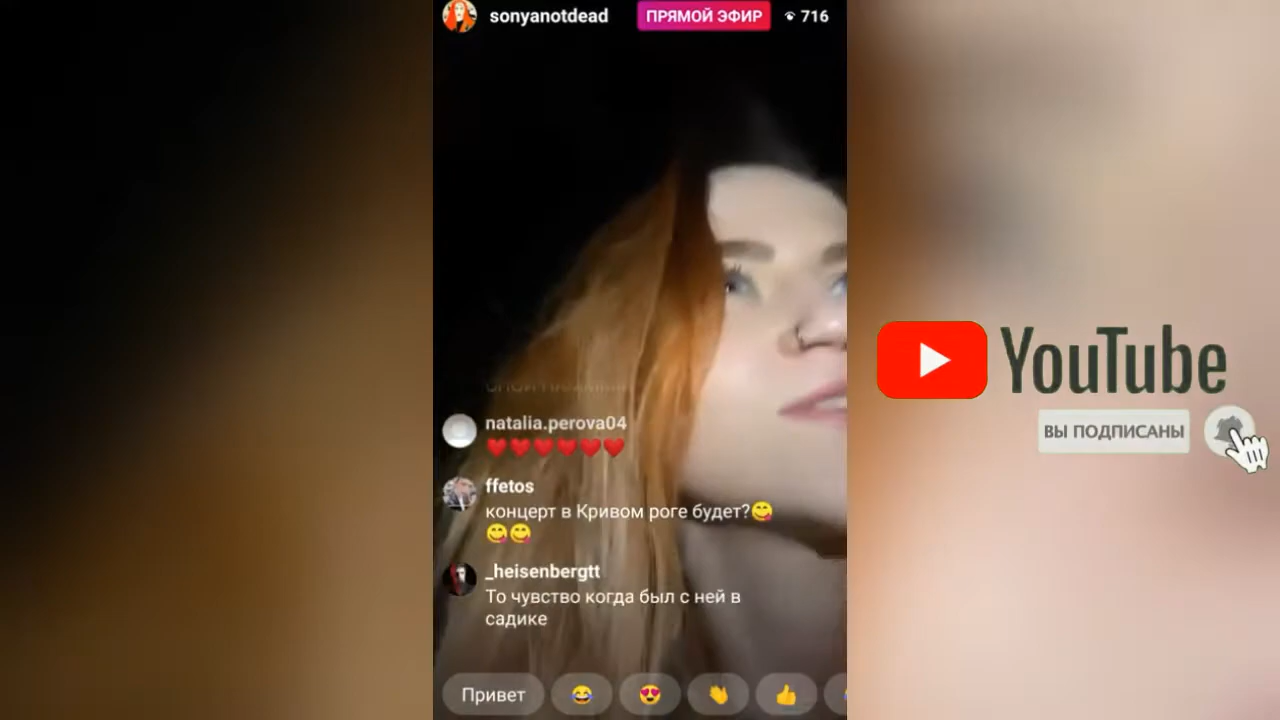 sonyanotdead ПРЯМОЙ ЭФИР 716
natalia.perova04
ffetos
концерт в Кривом роге будет?
_heisenbergtt
То чувство когда был с ней в
садике
Привет
YouTube
ВЫ ПОДПИСАНЫ